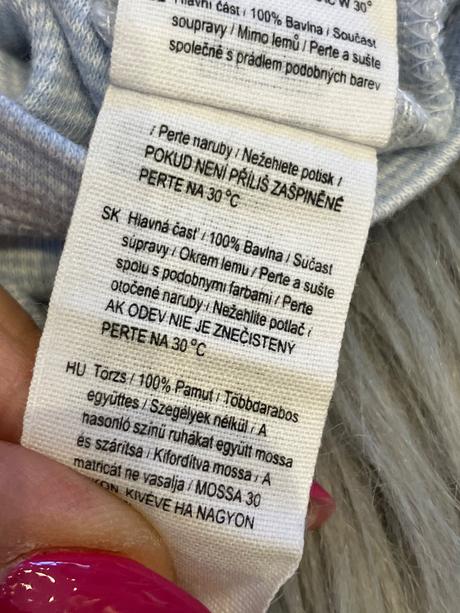 Hlavní část / 100% Bavlna / Součást
soupravy / Mimo lemů / Perte a sušte
společně s prádlem podobných barev
/ Perte naruby / Nežehlete potisk /
POKUD NENÍ PŘÍLIŠ ZAŠPINĚNÉ
PERTE NA 30°C
SK Hlavná časť / 100% Bavlna / Súčasť
súpravy / Okrem lemu / Perte a sušte
spolu s podobnymi farbami / Perte
otočené naruby / Nežehlite potlač /
AK ODEV NIE JE ZNEČISTENY
PERTE NA 30°C
HU Törzs / 100% Pamut / Többdarabos
együttes / Szegélyek nélkül / A
hasonló színű ruhákat együtt mossa
és szárítsa / Kifordítva mossa / A
matricát ne vasalja / MOSSA 30
KIVÉVE HA NAGYON